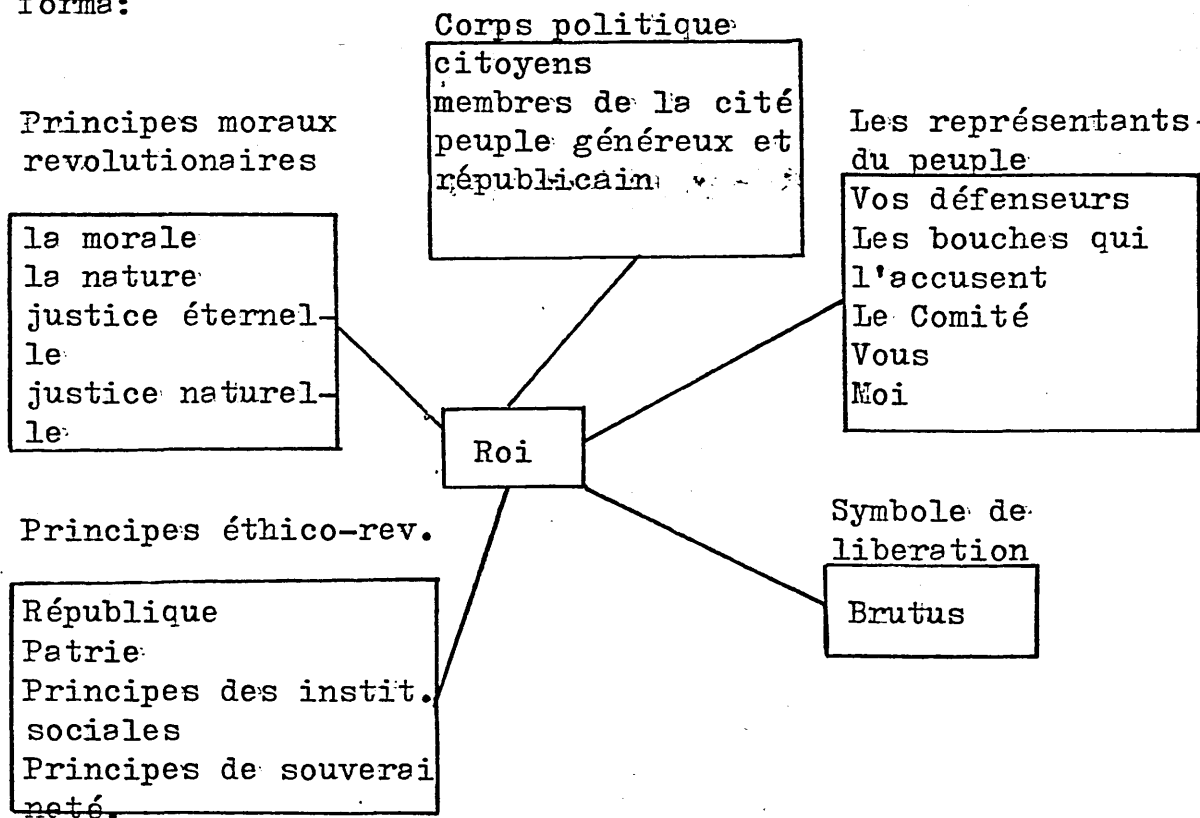 forma:
Corps politique
citoyens
membres de la cité
peuple généreux et
républicain
Principes moraux
revolutionaires
la morale
la nature
justice éternel-
le
justice naturel-
le
Les représentants
du peuple
Vos défenseurs
Les bouches qui
l'accusent
Le Comité
Vous
Moi
Roi
Principes éthico-rev.
République
Patrie
Principes des instit.
sociales
Principes de souverai
neté.
Symbole de
liberation
Brutus